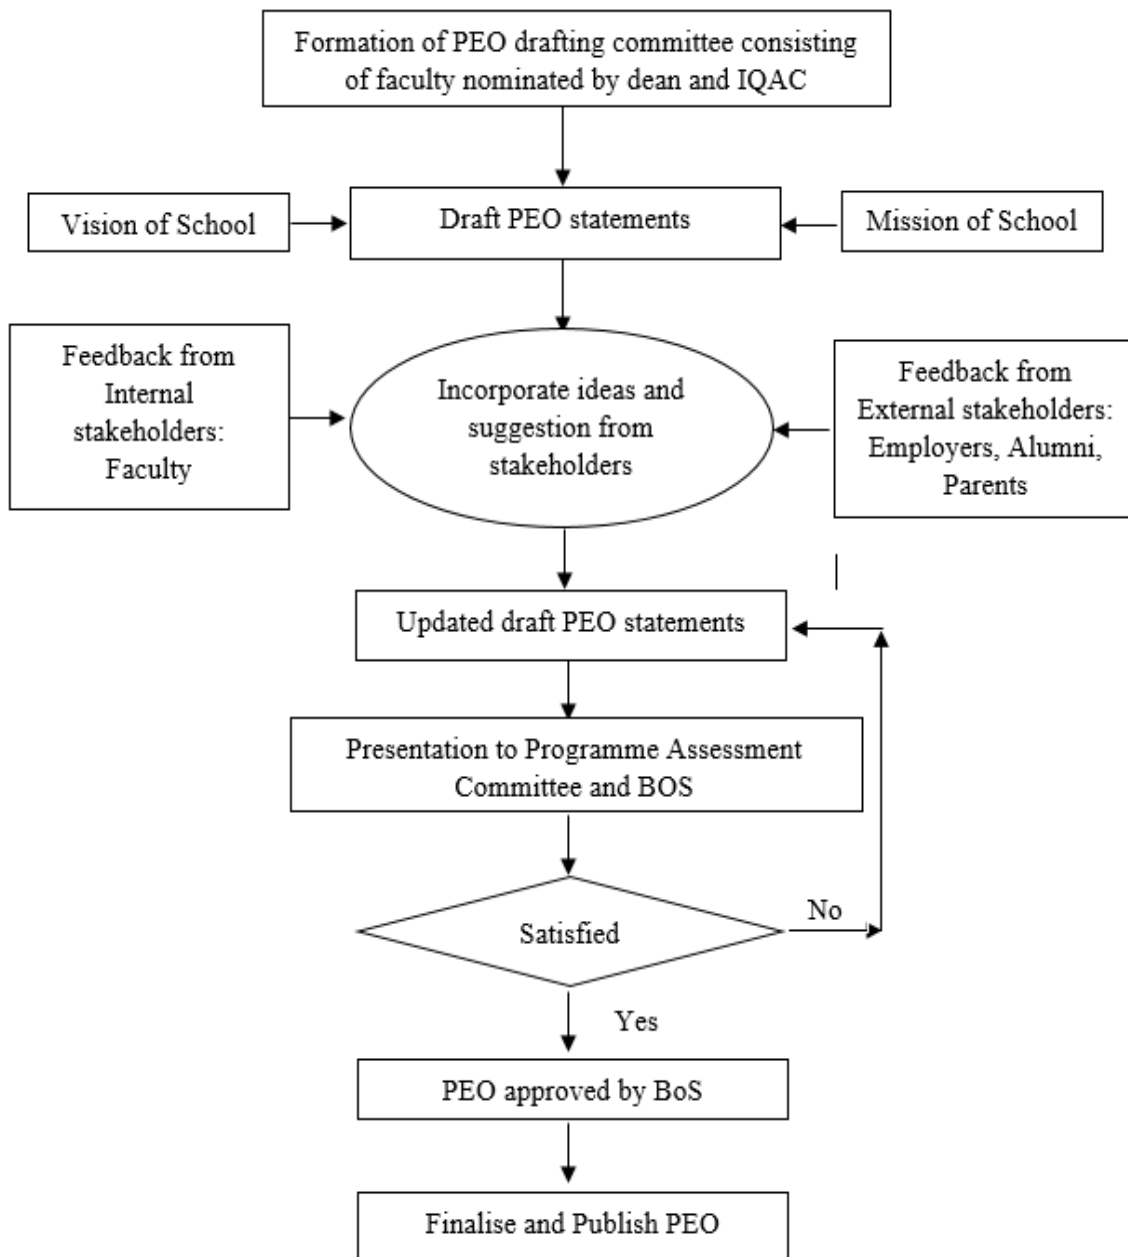 Formation of PEO drafting committee consisting
of faculty nominated by dean and IQAC
Vision of School
Draft PEO statements
Mission of School
Feedback from
Internal
stakeholders:
Faculty
Incorporate ideas and
suggestion from
stakeholders
Feedback from
External stakeholders:
Employers, Alumni,
Parents
Updated draft PEO statements
Presentation to Programme Assessment
Committee and BOS
Satisfied
No
Yes
PEO approved by BoS
Finalise and Publish PEO